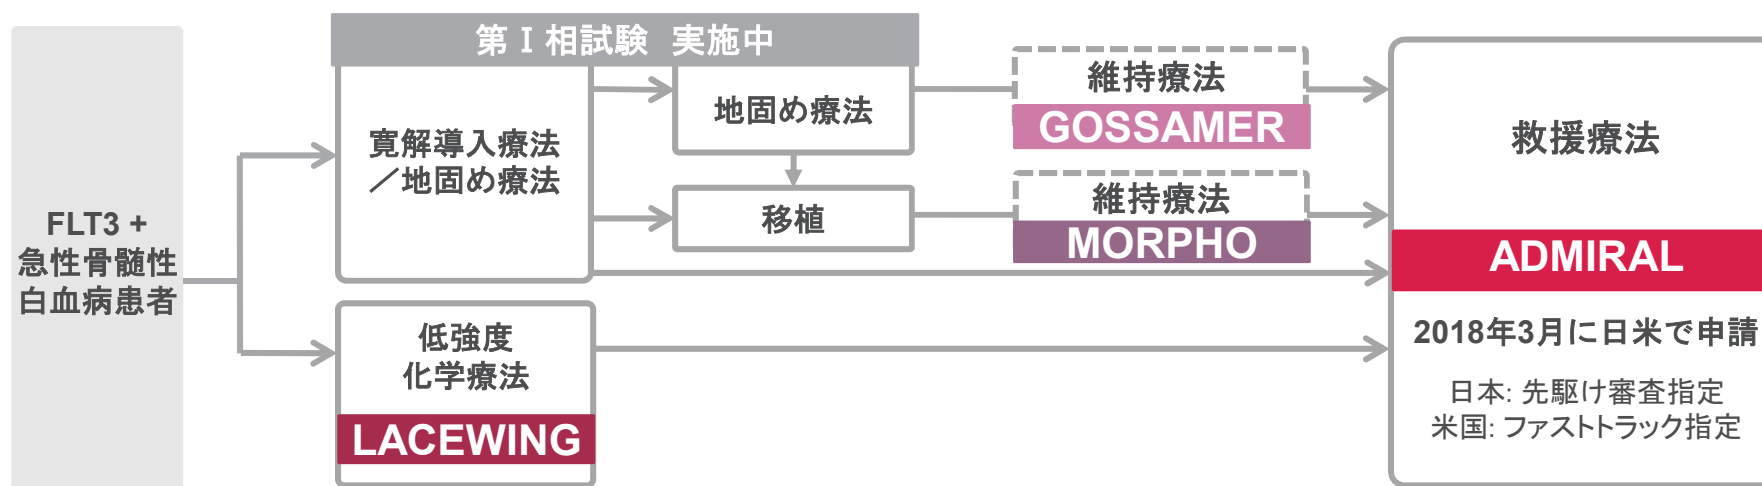 FLT3 +
急性骨髄性
白血病患者
第Ⅰ相試験 実施中
寛解導入療法
／地固め療法
地固め療法
移植
維持療法
GOSSAMER
維持療法
MORPHO
低強度
化学療法
LACEWING
救援療法
ADMIRAL
2018年3月に日米で申請
日本: 先駆け審査指定
米国: ファストトラック指定